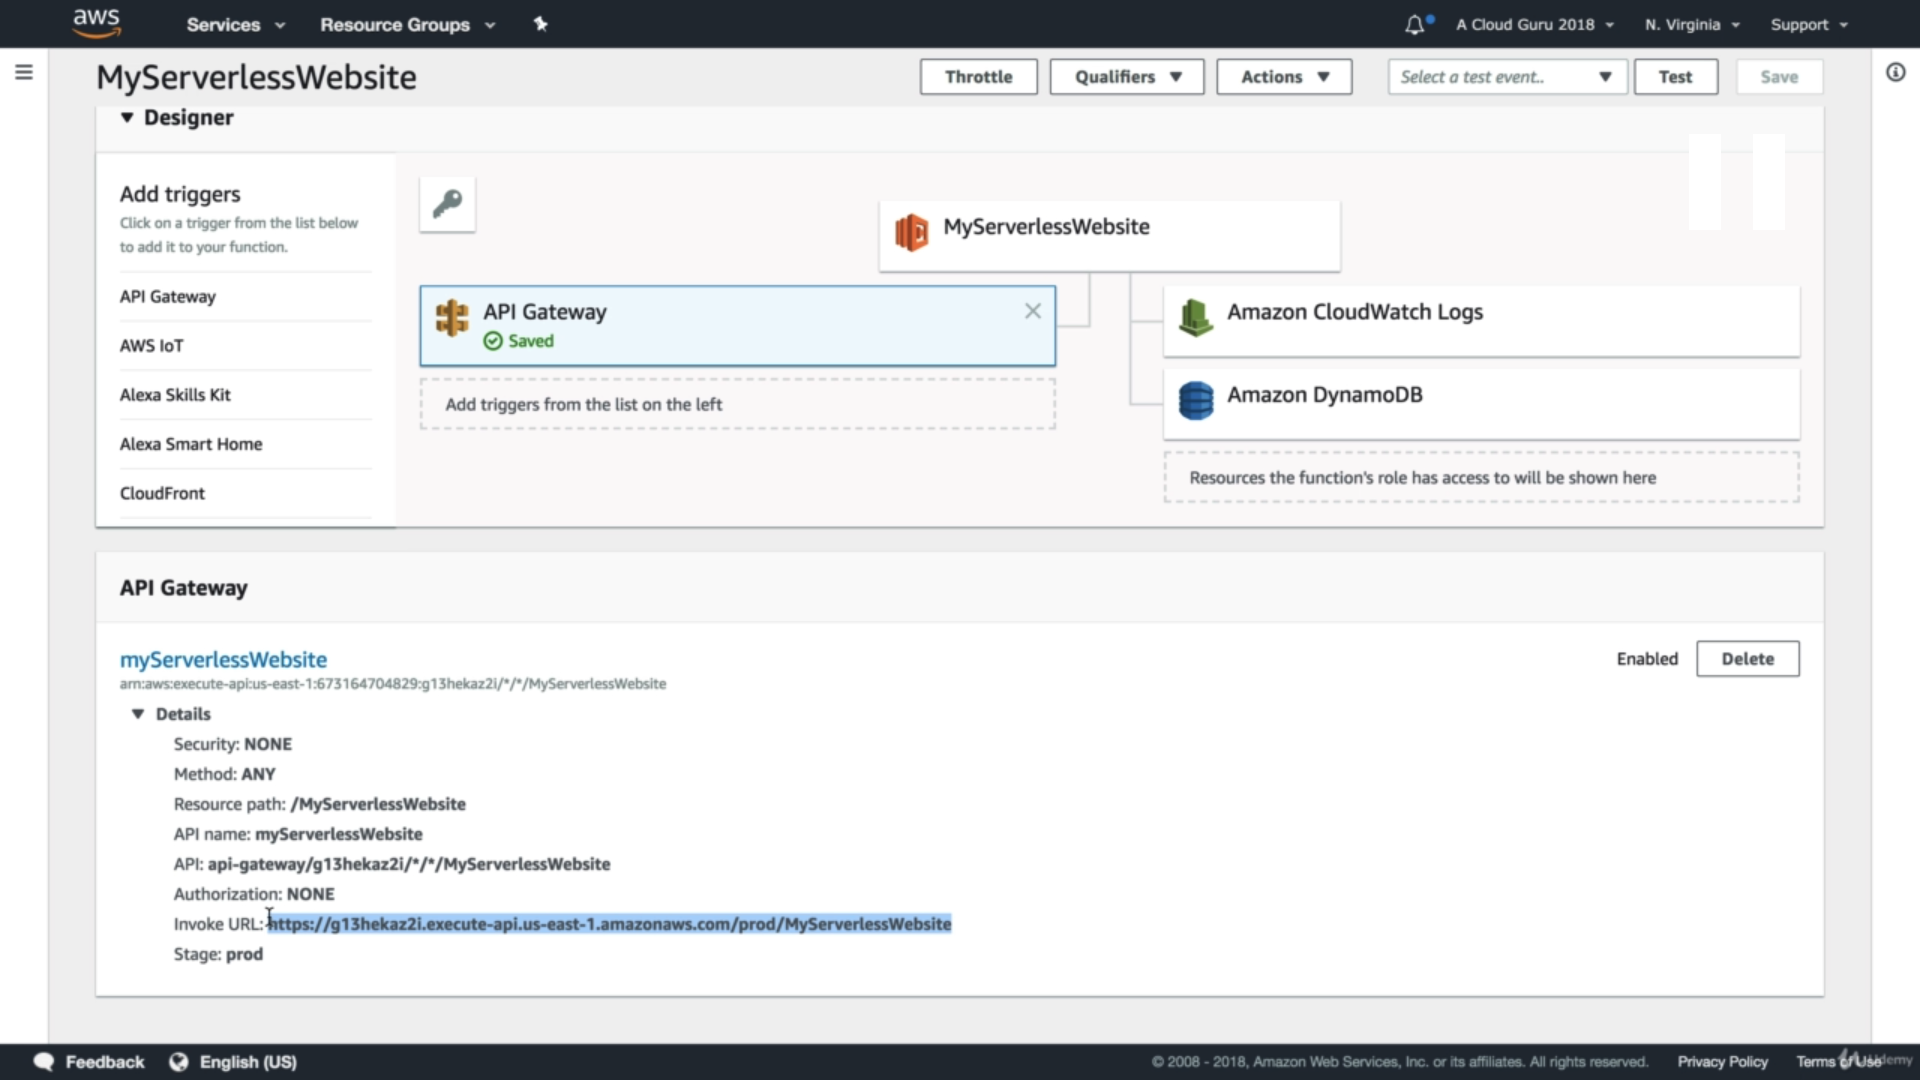 aws Services Resource Groups A Cloud Guru 2018 N. Virginia Support
MyServerlessWebsite Throttle Qualifiers Actions Select a test event.. Test Save
Designer
Add triggers
Click on a trigger from the list below
to add it to your function.
API Gateway
AWS IoT
Alexa Skills Kit
Alexa Smart Home
CloudFront
MyServerlessWebsite
API Gateway
Saved
Add triggers from the list on the left
Amazon CloudWatch Logs
Amazon DynamoDB
Resources the function's role has access to will be shown here
API Gateway
myServerlessWebsite Enabled Delete
arn:aws:execute-api:us-east-1:673164704829:g13hekaz2i/*/*/MyServerlessWebsite
Details
Security: NONE
Method: ANY
Resource path: /MyServerlessWebsite
API name: myServerlessWebsite
API: api-gateway/g13hekaz2i/*/*/MyServerlessWebsite
Authorization: NONE
Invoke URL: https://g13hekaz2i.execute-api.us-east-1.amazonaws.com/prod/MyServerlessWebsite
Stage: prod
Feedback English (US) © 2008 - 2018, Amazon Web Services, Inc. or its affiliates. All rights reserved. Privacy Policy Terms of Use